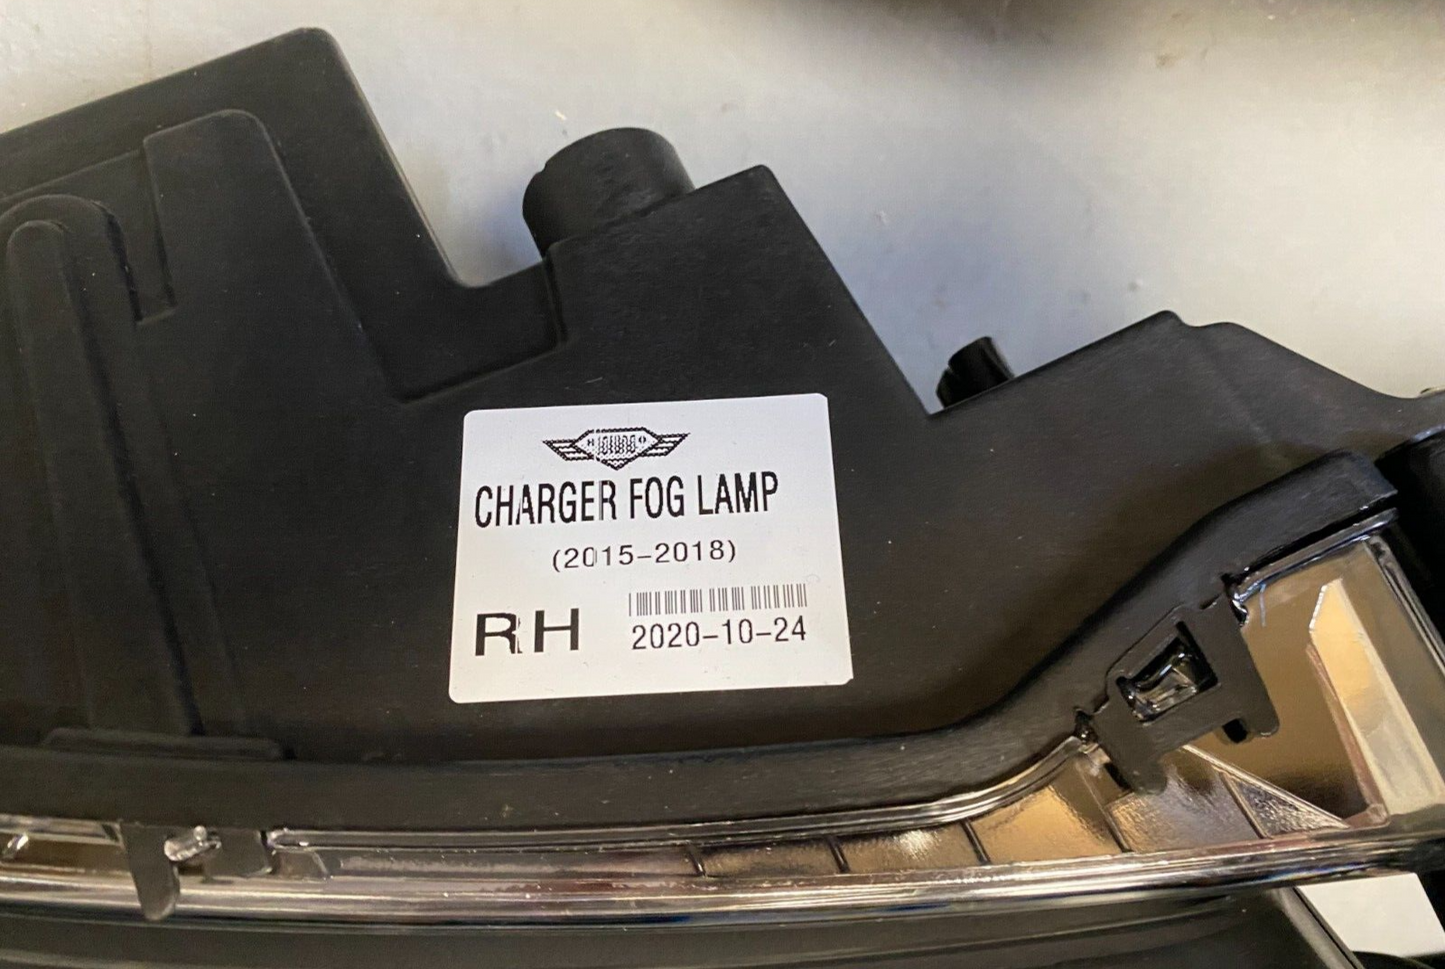 CHARGER FOG LAMP
(2015-2018)
RH
2020-10-24